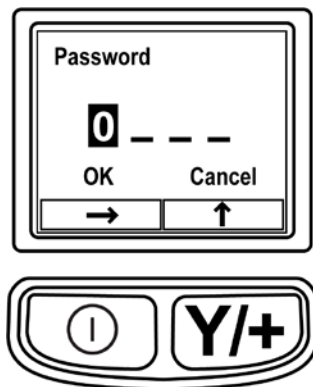 Password
0 _ _ _
OK Cancel
→ ↑
Y/+